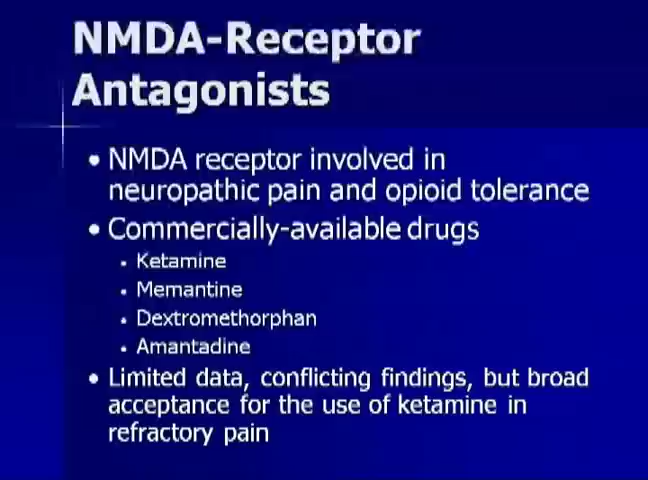 NMDA-Receptor
Antagonists
• NMDA receptor involved in
neuropathic pain and opioid tolerance
• Commercially-available drugs
• Ketamine
• Memantine
• Dextromethorphan
• Amantadine
• Limited data, conflicting findings, but broad
acceptance for the use of ketamine in
refractory pain